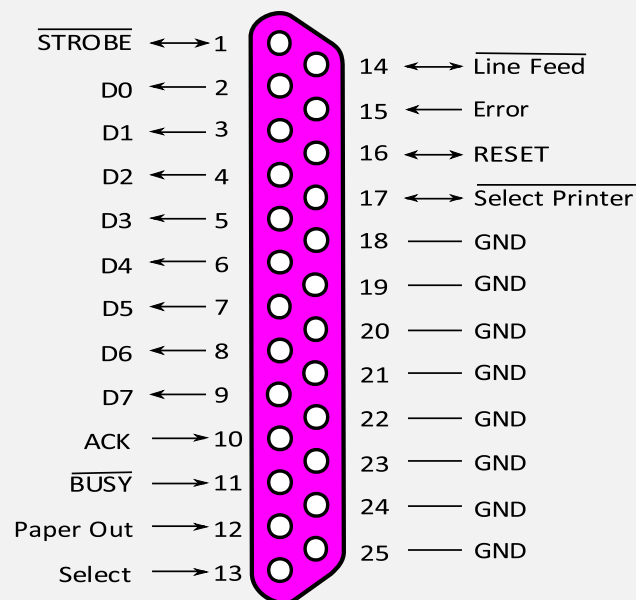 STROBE 1
D0 2
D1 3
D2 4
D3 5
D4 6
D5 7
D6 8
D7 9
ACK 10
BUSY 11
Paper Out 12
Select 13
14 Line Feed
15 Error
16 RESET
17 Select Printer
18 GND
19 GND
20 GND
21 GND
22 GND
23 GND
24 GND
25 GND